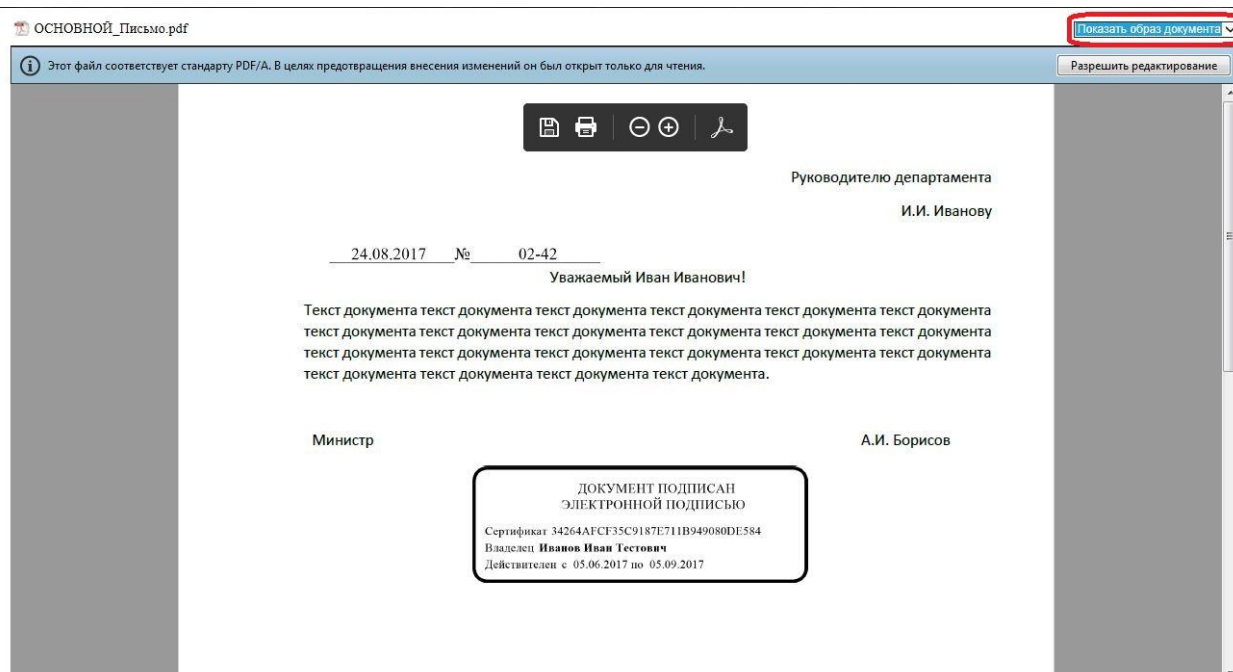 ОСНОВНОЙ_Письмо.pdf
Показать образ документа
Этот файл соответствует стандарту PDF/A. В целях предотвращения внесения изменений он был открыт только для чтения.
Разрешить редактирование
Руководителю департамента
И.И. Иванову
24.08.2017 № 02-42
Уважаемый Иван Иванович!
Текст документа текст документа текст документа текст документа текст документа текст документа
текст документа текст документа текст документа текст документа текст документа текст документа
текст документа текст документа текст документа текст документа текст документа текст документа
текст документа текст документа текст документа текст документа.
Министр А.И. Борисов
ДОКУМЕНТ ПОДПИСАН
ЭЛЕКТРОННОЙ ПОДПИСЬЮ
Сертификат 34264AFCF35C9187E711B949080DE584
Владелец Иванов Иван Тестович
Действителен с 05.06.2017 по 05.09.2017